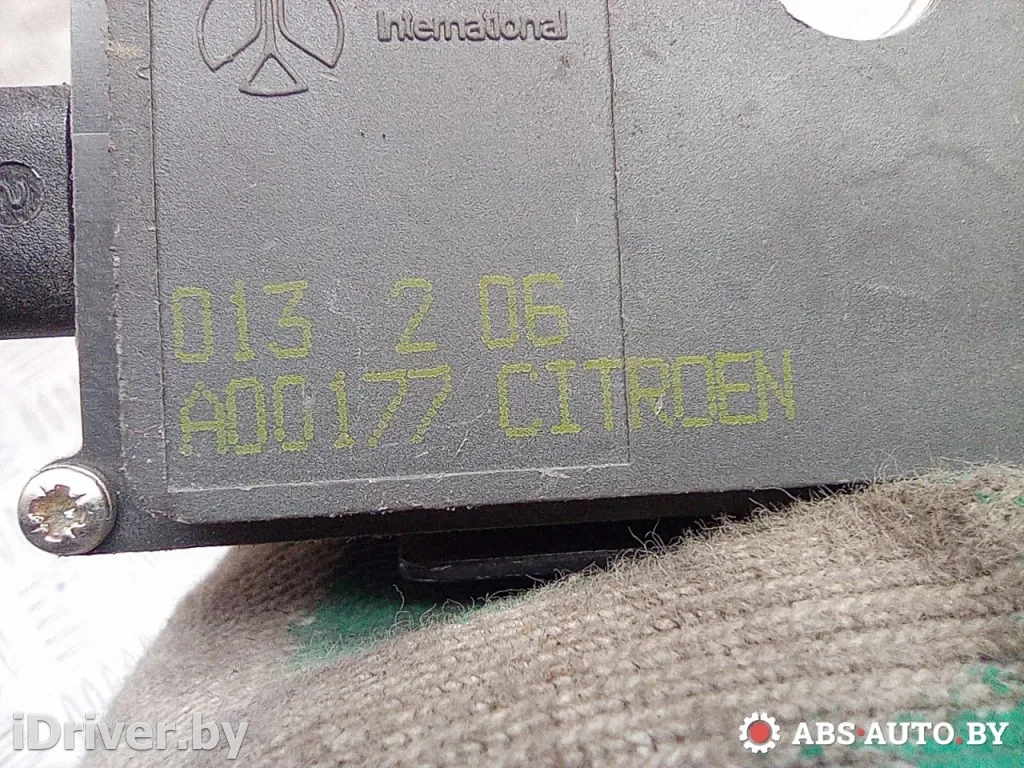 International
013 2 06
A00177 CITROEN
iDriver.by
ABS-AUTO.BY